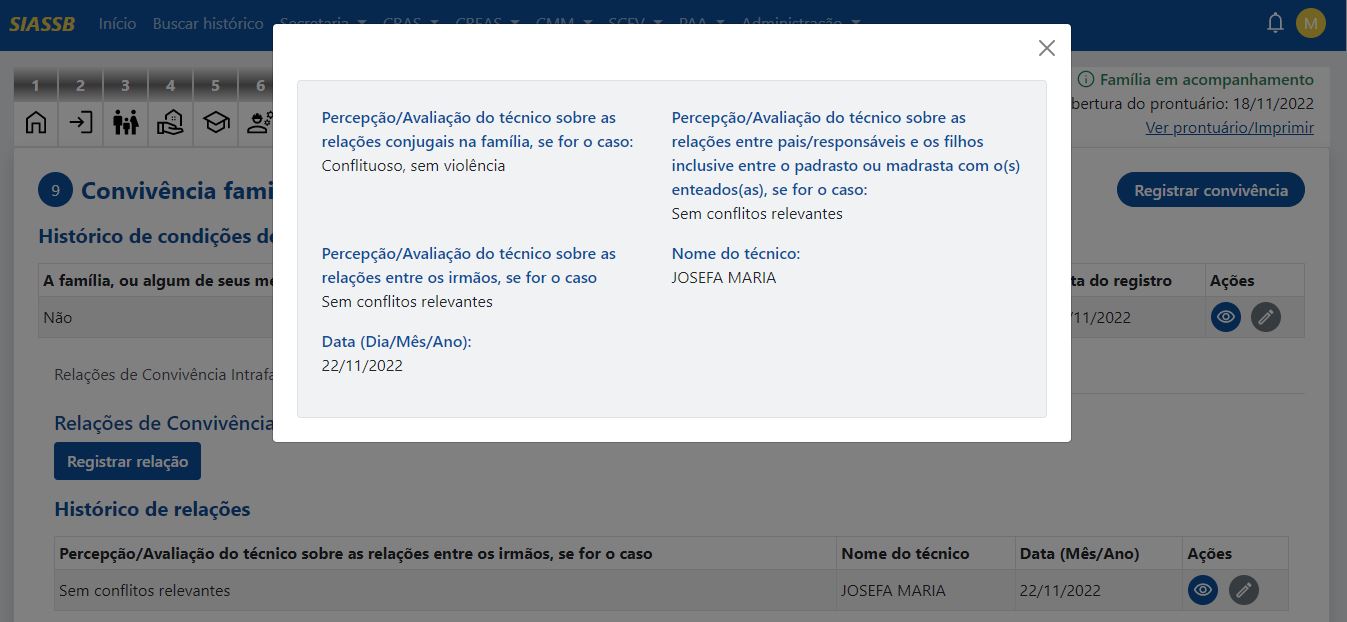 SIASSB Início Buscar histórico Secretaria CRAS CREAS CMM SCFV PAA Administração M
1 2 3 4 5 6
Família em acompanhamento
bertura do prontuário: 18/11/2022
Ver prontuário/Imprimir
Percepção/Avaliação do técnico sobre as
relações conjugais na família, se for o caso:
Conflituoso, sem violência
Percepção/Avaliação do técnico sobre as
relações entre pais/responsáveis e os filhos
inclusive entre o padrasto ou madrasta com o(s)
enteados(as), se for o caso:
Sem conflitos relevantes
Percepção/Avaliação do técnico sobre as
relações entre os irmãos, se for o caso
Sem conflitos relevantes
Nome do técnico:
JOSEFA MARIA
Data (Dia/Mês/Ano):
22/11/2022
9 Convivência fami
Registrar convivência
Histórico de condições de
A família, ou algum de seus me
ta do registro Ações
Não
/11/2022
Relações de Convivência Intrafa
Relações de Convivência
Registrar relação
Histórico de relações
Percepção/Avaliação do técnico sobre as relações entre os irmãos, se for o caso Nome do técnico Data (Mês/Ano) Ações
Sem conflitos relevantes JOSEFA MARIA 22/11/2022